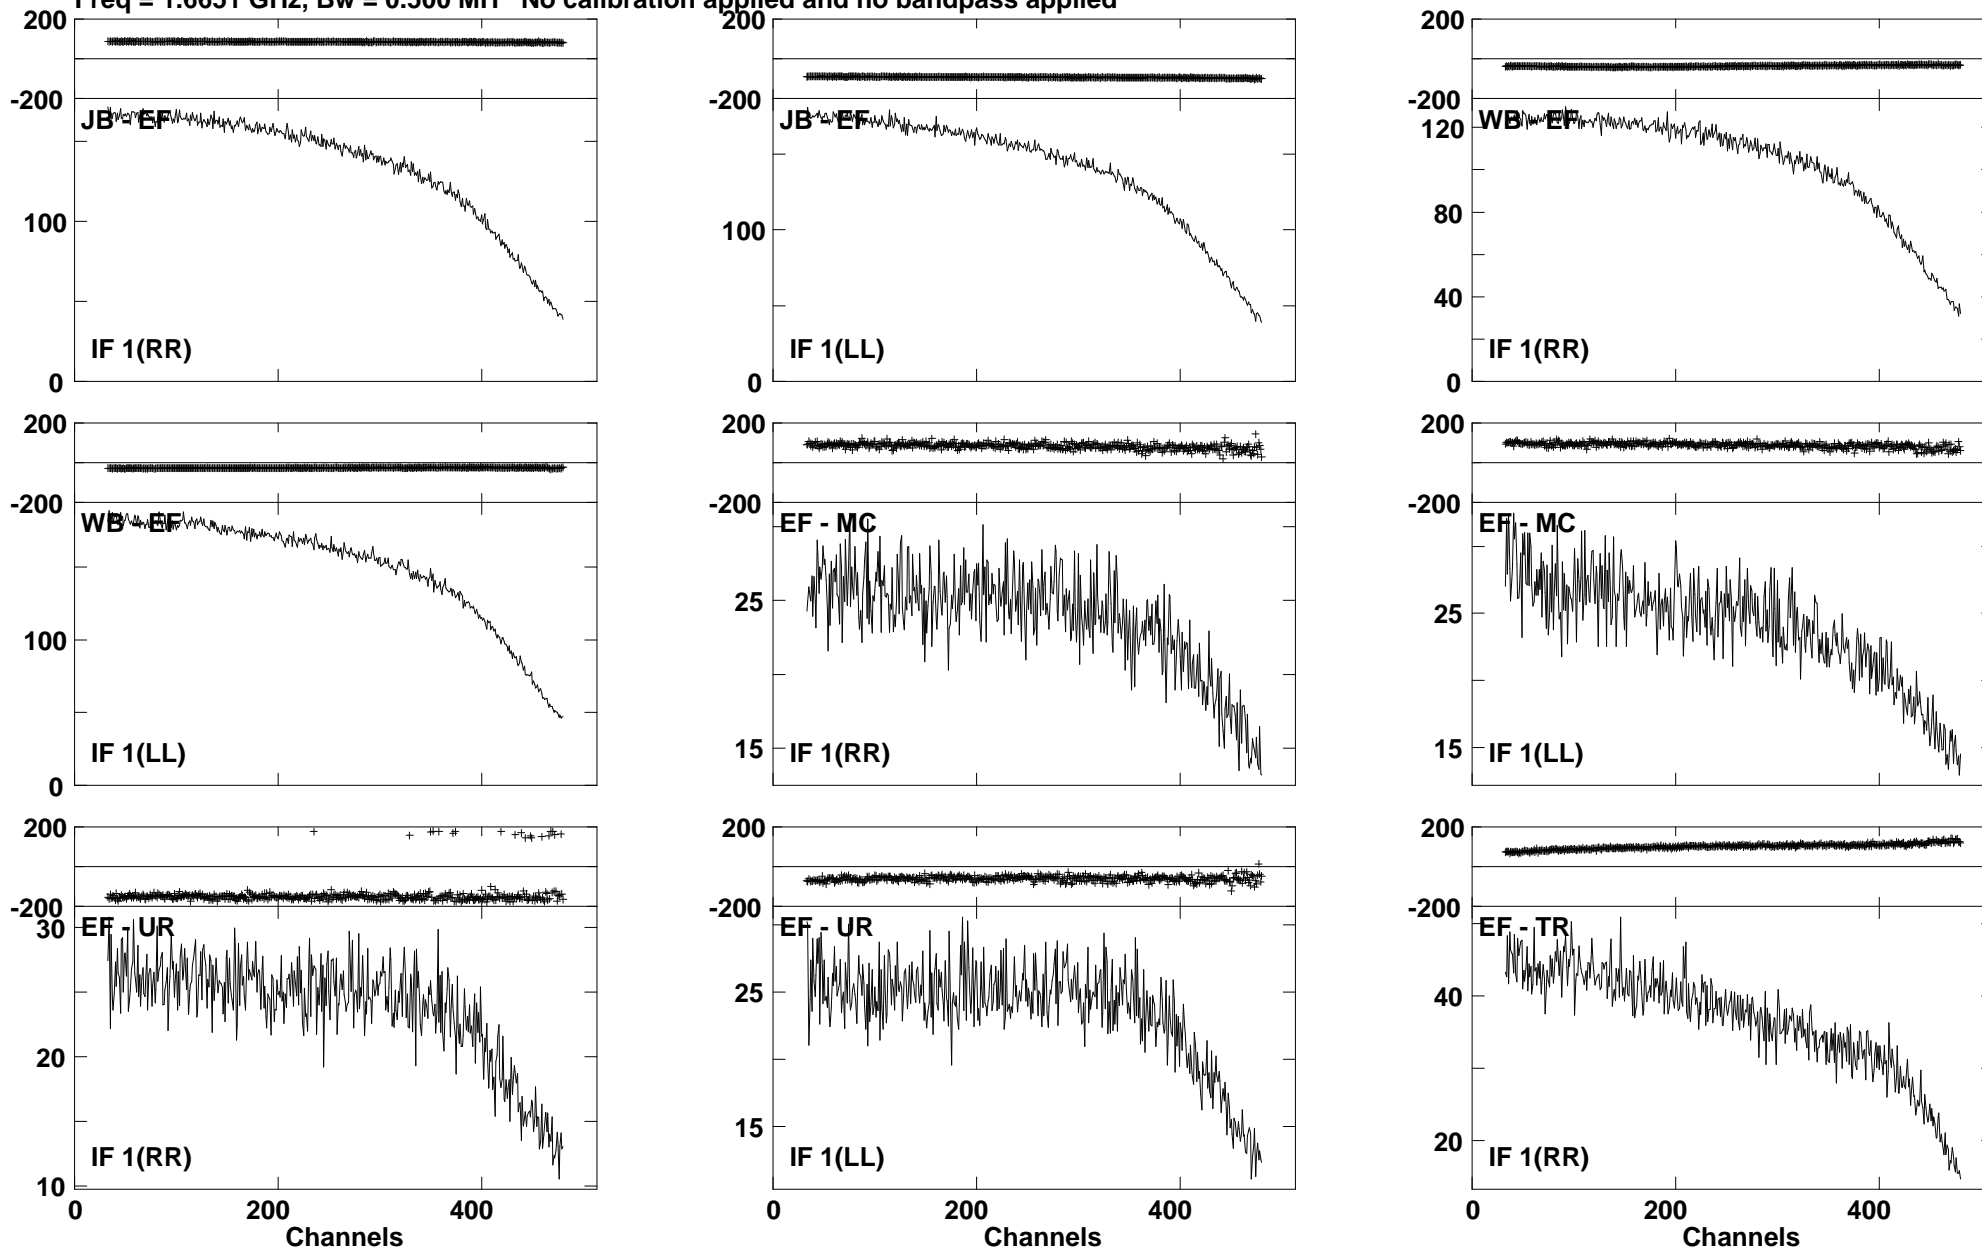 Freq = 1.6651 GHz, Bw = 0.500 MH No calibration applied and no bandpass applied
200
-200
JB - EF
100
IF 1(RR)
0
JB - EF
100
IF 1(LL)
0
200
-200
WB - EF
120
80
40
IF 1(RR)
0
200
-200
WB - EF
100
IF 1(LL)
0
200
-200
EF - MC
25
15
IF 1(RR)
200
-200
EF - MC
25
15
IF 1(LL)
200
-200
30
EF - UR
20
IF 1(RR)
10
0
200
400
Channels
200
-200
EF - UR
25
15
IF 1(LL)
0
200
400
Channels
200
-200
EF - TR
40
20
IF 1(RR)
0
200
400
Channels